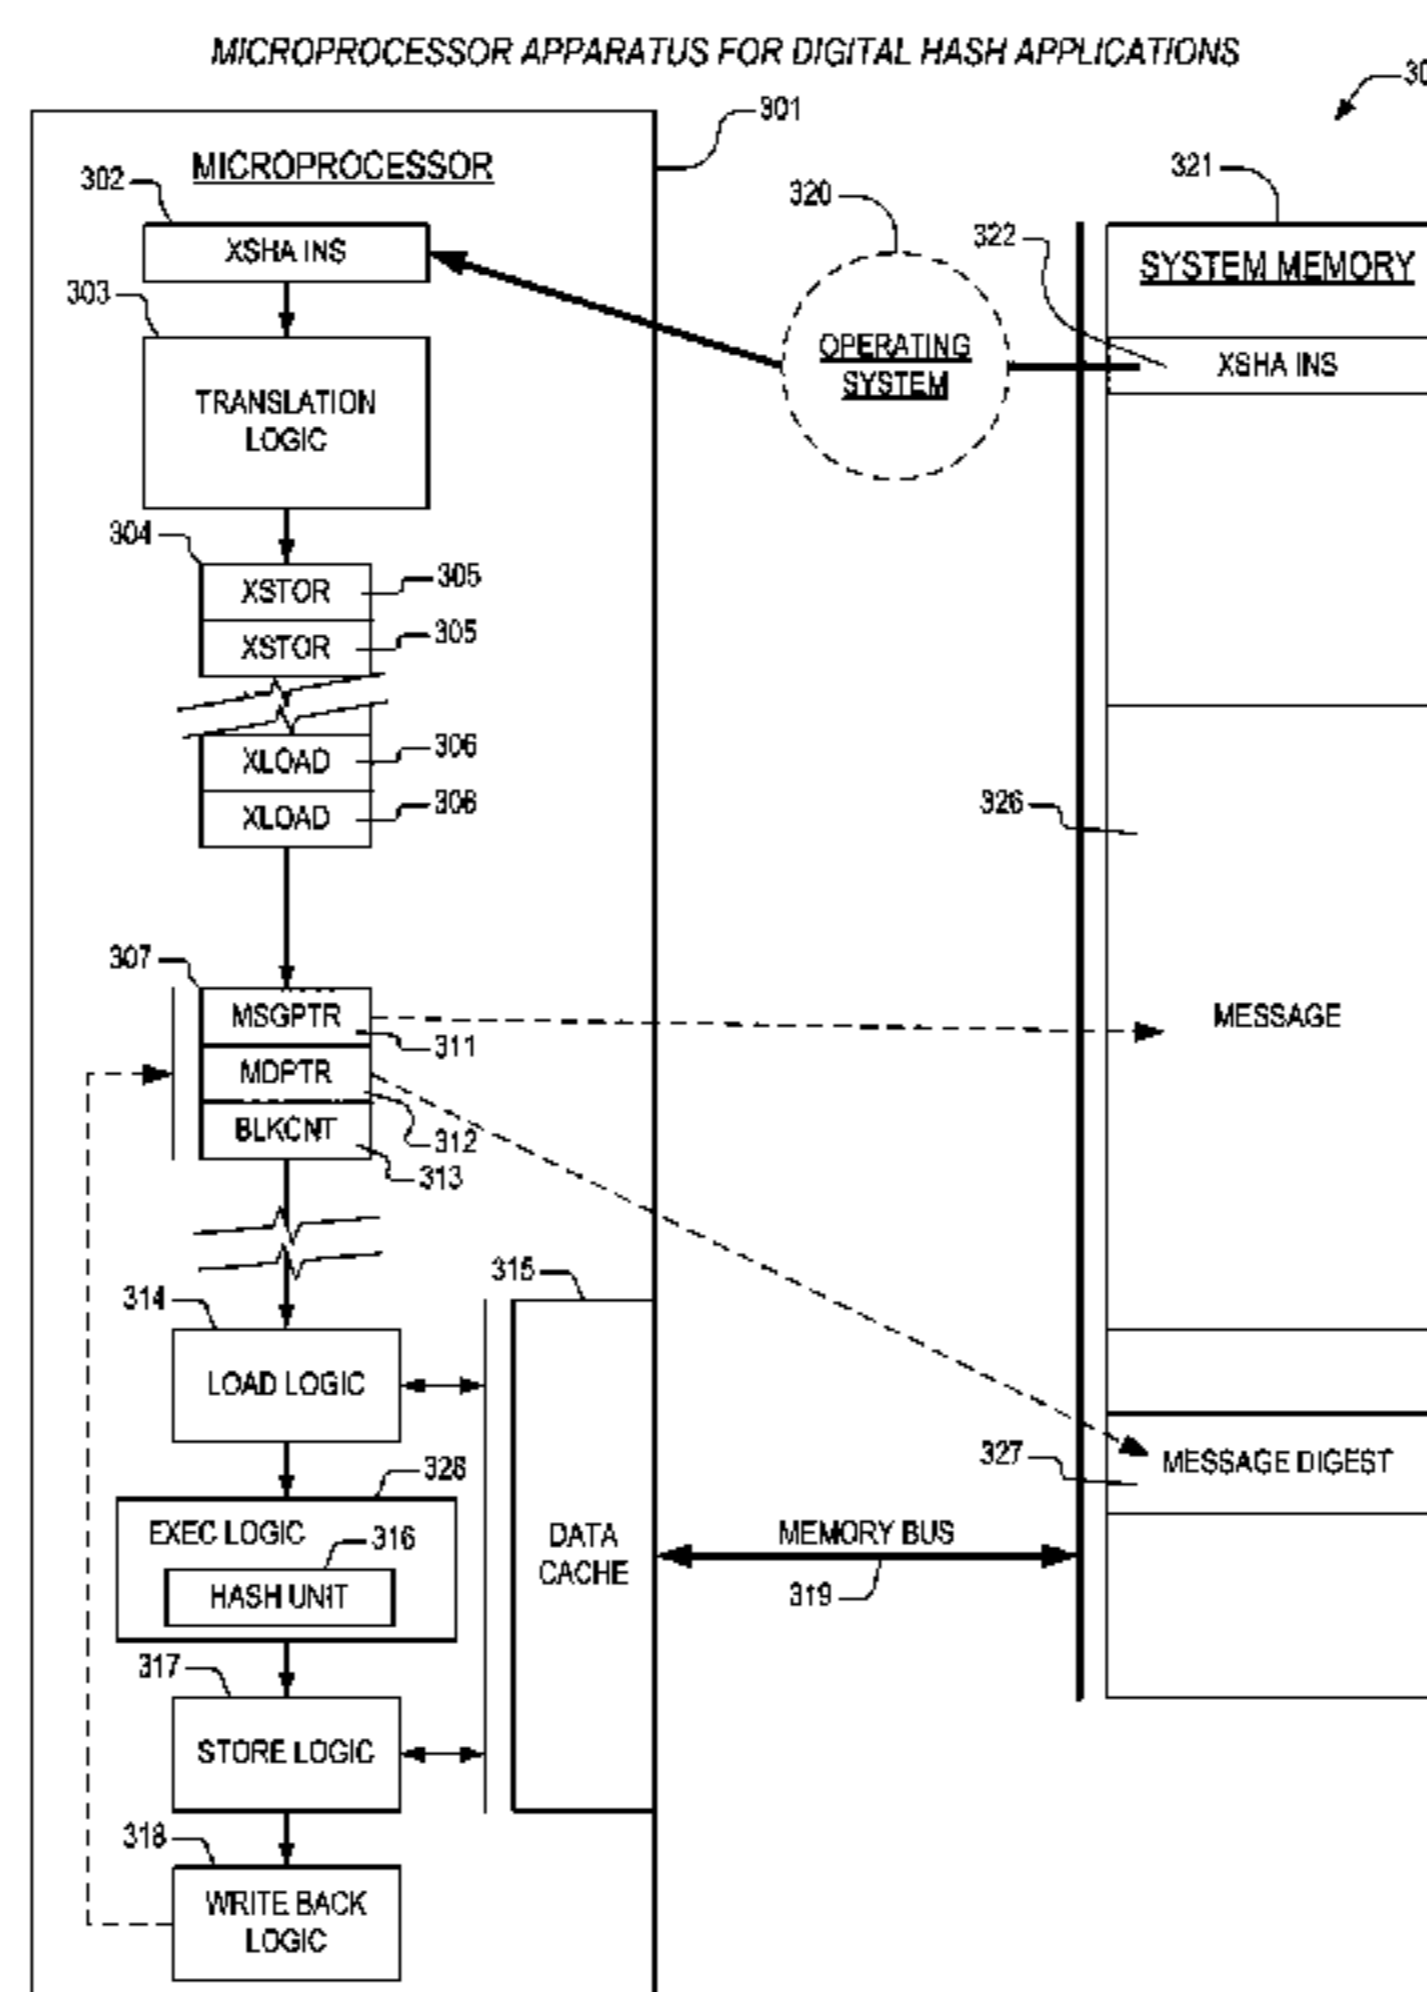 MICROPROCESSOR APPARATUS FOR DIGITAL HASH APPLICATIONS
30
301
MICROPROCESSOR
302
XSHA INS
303
TRANSLATION
LOGIC
304
XSTOR
305
XSTOR
305
XLOAD
306
XLOAD
306
307
MSGPTR
311
MDPTR
312
BLKCNT
313
314
LOAD LOGIC
315
DATA
CACHE
328
EXEC LOGIC
316
HASH UNIT
317
STORE LOGIC
318
WRITE BACK
LOGIC
320
OPERATING
SYSTEM
MEMORY BUS
319
321
322
SYSTEM MEMORY
XSHA INS
326
MESSAGE
327
MESSAGE DIGEST